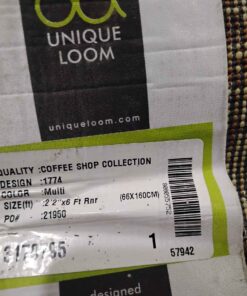 UNIQUE
LOOM
uniqueloom.com
QUALITY :COFFEE SHOP COLLECTION
DESIGN :1774
COLOR :Multi
SIZE(ft) :2'2"x6 Ft Rnr (66X160CM)
PO# :21950
1
57942
designed